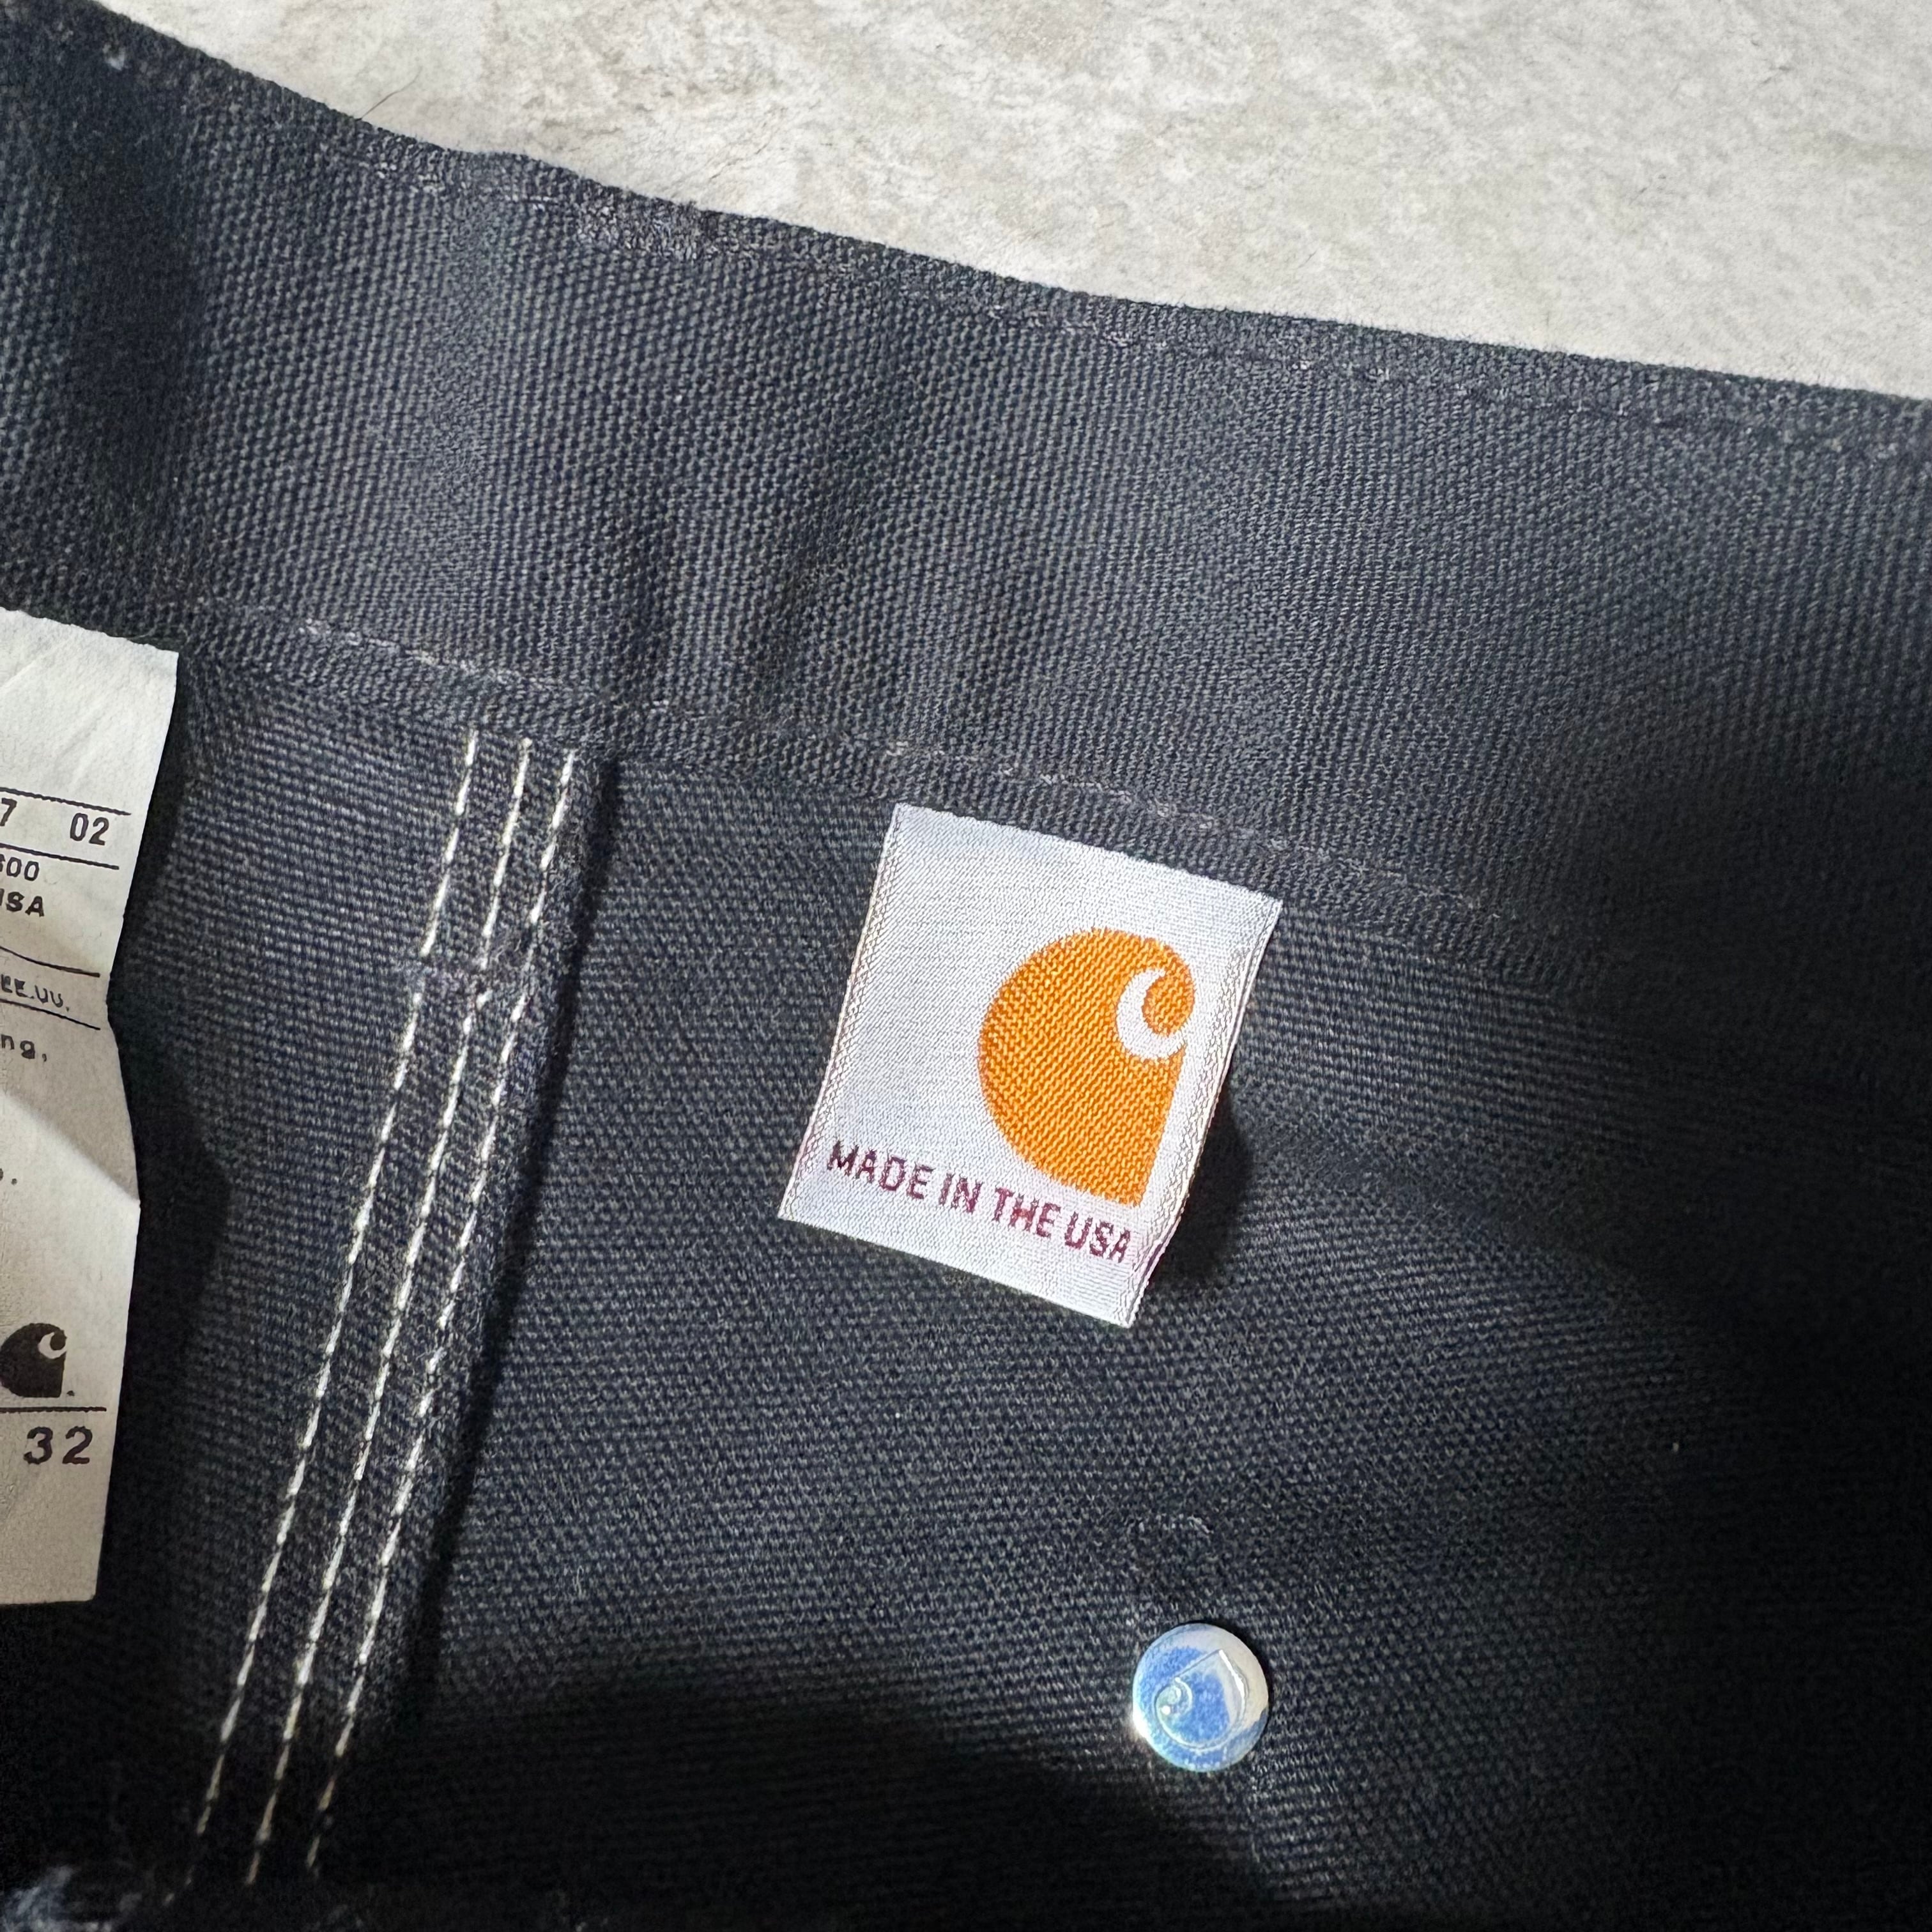 7 02
600
USA
EE.UU.
ng,
32
MADE IN THE USA